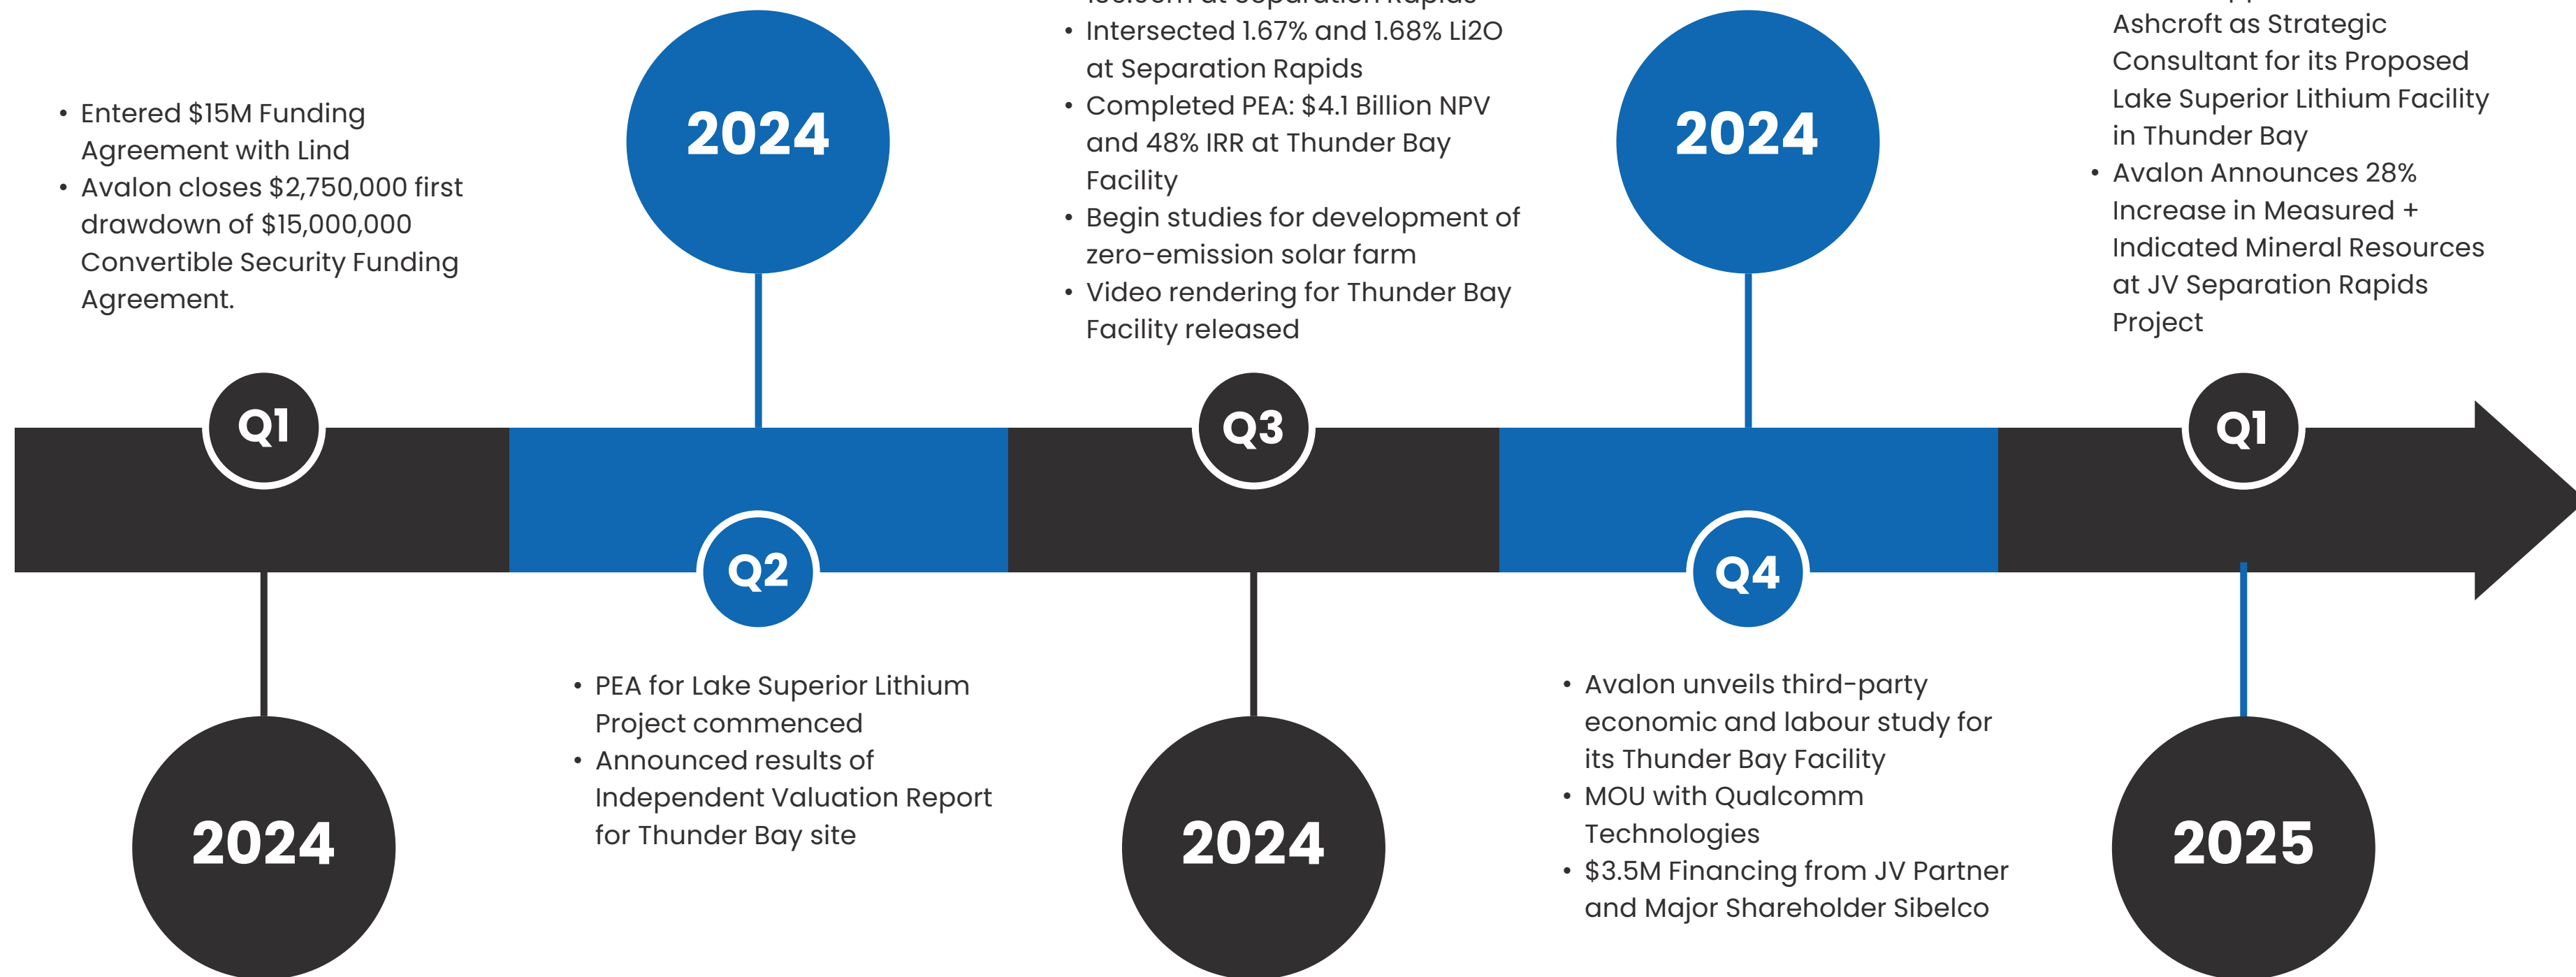 • Entered $15M Funding
Agreement with Lind
• Avalon closes $2,750,000 first
drawdown of $15,000,000
Convertible Security Funding
Agreement.
Q1
2024
2024
Q2
• PEA for Lake Superior Lithium
Project commenced
• Announced results of
Independent Valuation Report
for Thunder Bay site
at Separation Rapids
• Intersected 1.67% and 1.68% Li2O
at Separation Rapids
• Completed PEA: $4.1 Billion NPV
and 48% IRR at Thunder Bay
Facility
• Begin studies for development of
zero-emission solar farm
• Video rendering for Thunder Bay
Facility released
Q3
2024
2024
Q4
• Avalon unveils third-party
economic and labour study for
its Thunder Bay Facility
• MOU with Qualcomm
Technologies
• $3.5M Financing from JV Partner
and Major Shareholder Sibelco
Ashcroft as Strategic
Consultant for its Proposed
Lake Superior Lithium Facility
in Thunder Bay
• Avalon Announces 28%
Increase in Measured +
Indicated Mineral Resources
at JV Separation Rapids
Project
Q1
2025